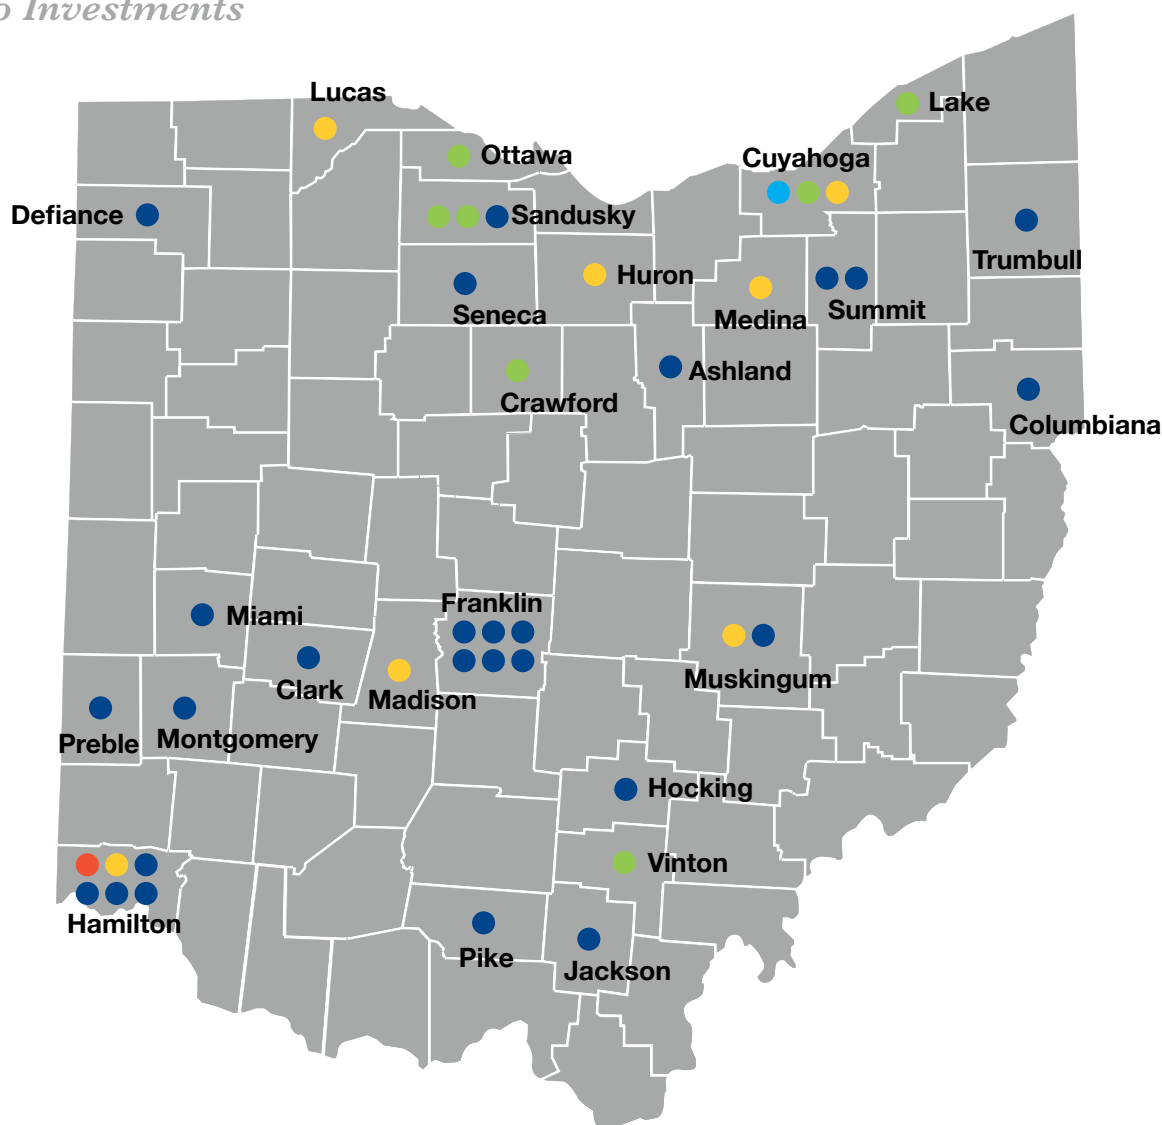 o Investments
Lucas
Lake
Ottawa
Cuyahoga
Defiance
Sandusky
Trumbull
Huron
Seneca
Medina
Summit
Ashland
Crawford
Columbiana
Franklin
Miami
Muskingum
Clark
Madison
Preble
Montgomery
Hocking
Vinton
Hamilton
Pike
Jackson